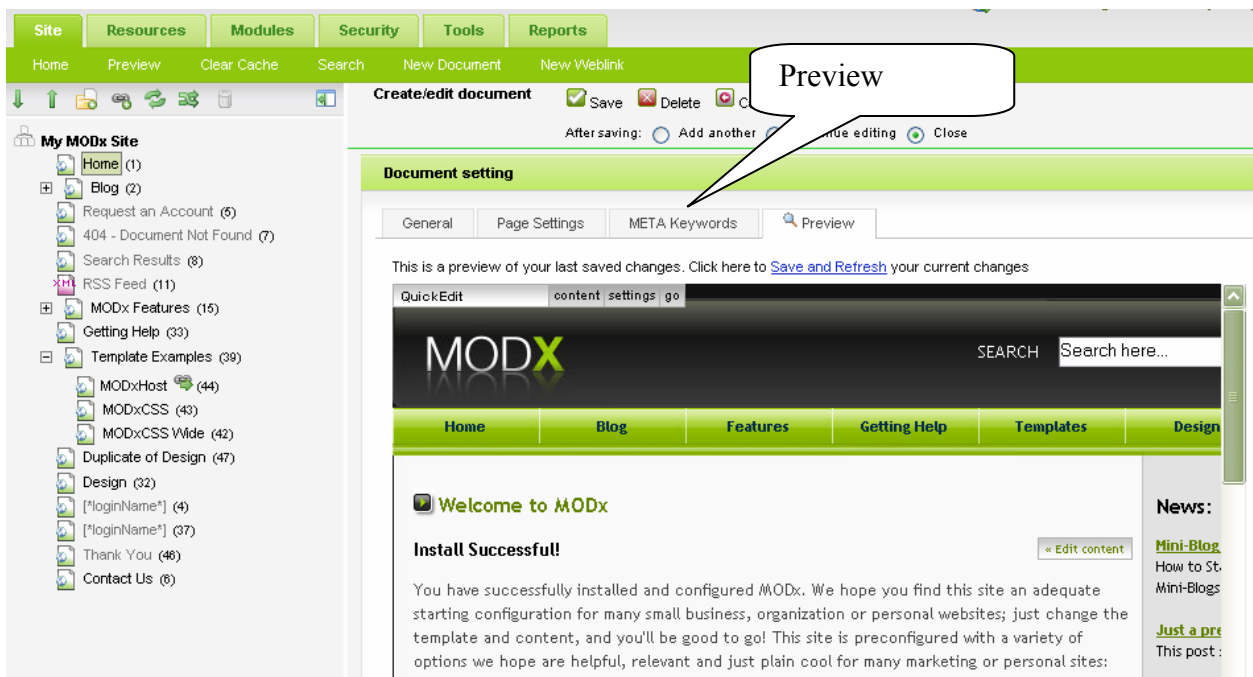 Site Resources Modules Security Tools Reports
Home Preview Clear Cache Search New Document New Weblink
Preview
Create/edit document Save Delete C
After saving: Add another nue editing Close
My MODx Site
Home (1)
Blog (2)
Request an Account (5)
404 - Document Not Found (7)
Search Results (8)
XML RSS Feed (11)
MODx Features (15)
Getting Help (33)
Template Examples (39)
MODxHost (44)
MODxCSS (43)
MODxCSS Wide (42)
Duplicate of Design (47)
Design (32)
[*loginName*] (4)
[*loginName*] (37)
Thank You (46)
Contact Us (6)
Document setting
General Page Settings META Keywords Preview
This is a preview of your last saved changes. Click here to Save and Refresh your current changes
QuickEdit content settings go
MODX SEARCH Search here...
Home Blog Features Getting Help Templates Design
Welcome to MODx
Install Successful! « Edit content
You have successfully installed and configured MODx. We hope you find this site an adequate
starting configuration for many small business, organization or personal websites; just change the
template and content, and you'll be good to go! This site is preconfigured with a variety of
options we hope are helpful, relevant and just plain cool for many marketing or personal sites:
News:
Mini-Blog
How to St
Mini-Blogs
Just a pre
This post :